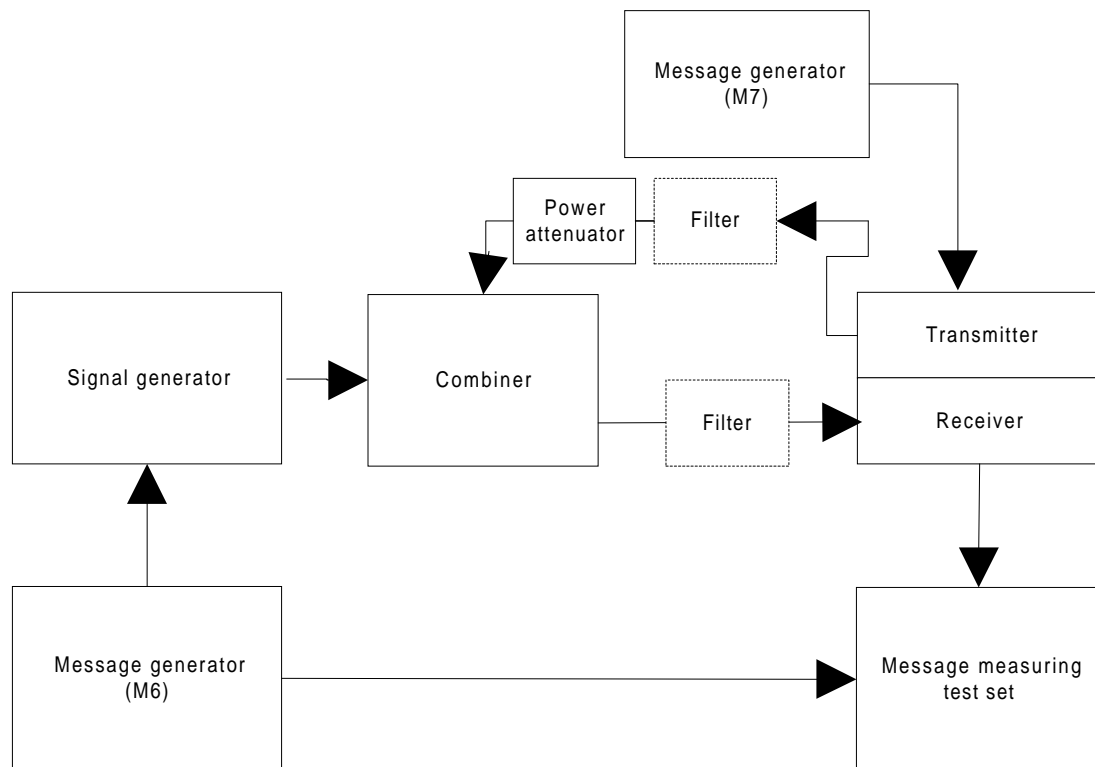 Message generator
(M7)
Power
attenuator
Filter
Signal generator
Combiner
Transmitter
Filter
Receiver
Message generator
(M6)
Message measuring
test set